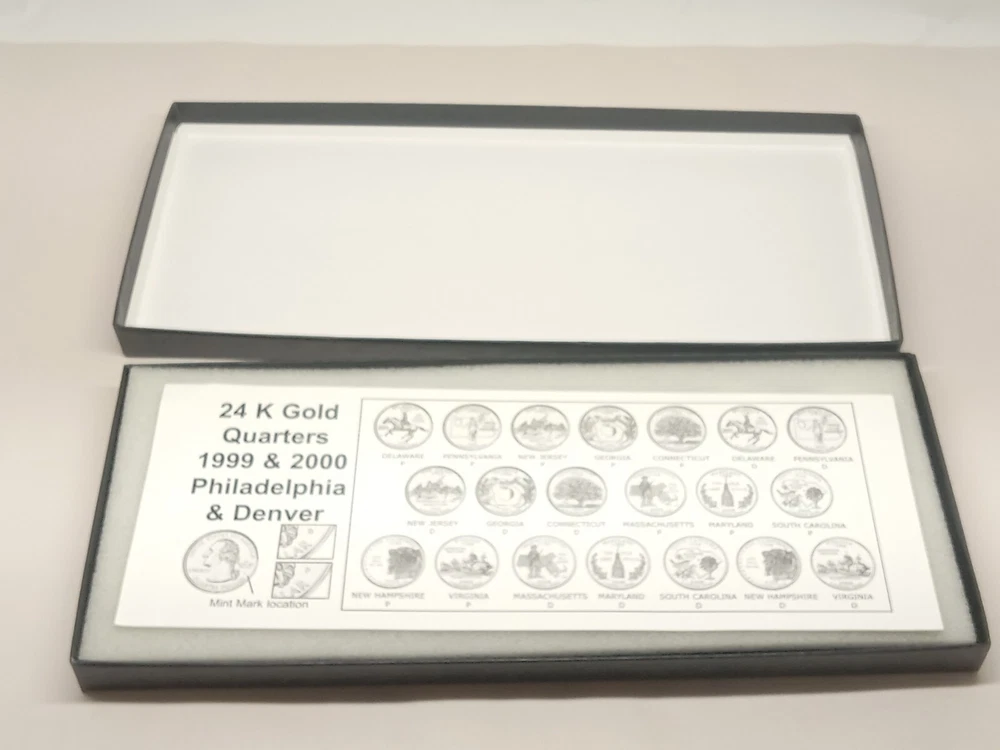 24 K Gold
Quarters
1999 & 2000
Philadelphia
& Denver
Mint Mark location
DELAWARE PENNSYLVANIA NEW JERSEY GEORGIA CONNECTICUT DELAWARE PENNSYLVANIA
P P P P P D D
NEW JERSEY GEORGIA CONNECTICUT MASSACHUSETTS MARYLAND SOUTH CAROLINA
D D D P P P
NEW HAMPSHIRE VIRGINIA MASSACHUSETTS MARYLAND SOUTH CAROLINA NEW HAMPSHIRE VIRGINIA
P P D D D D D